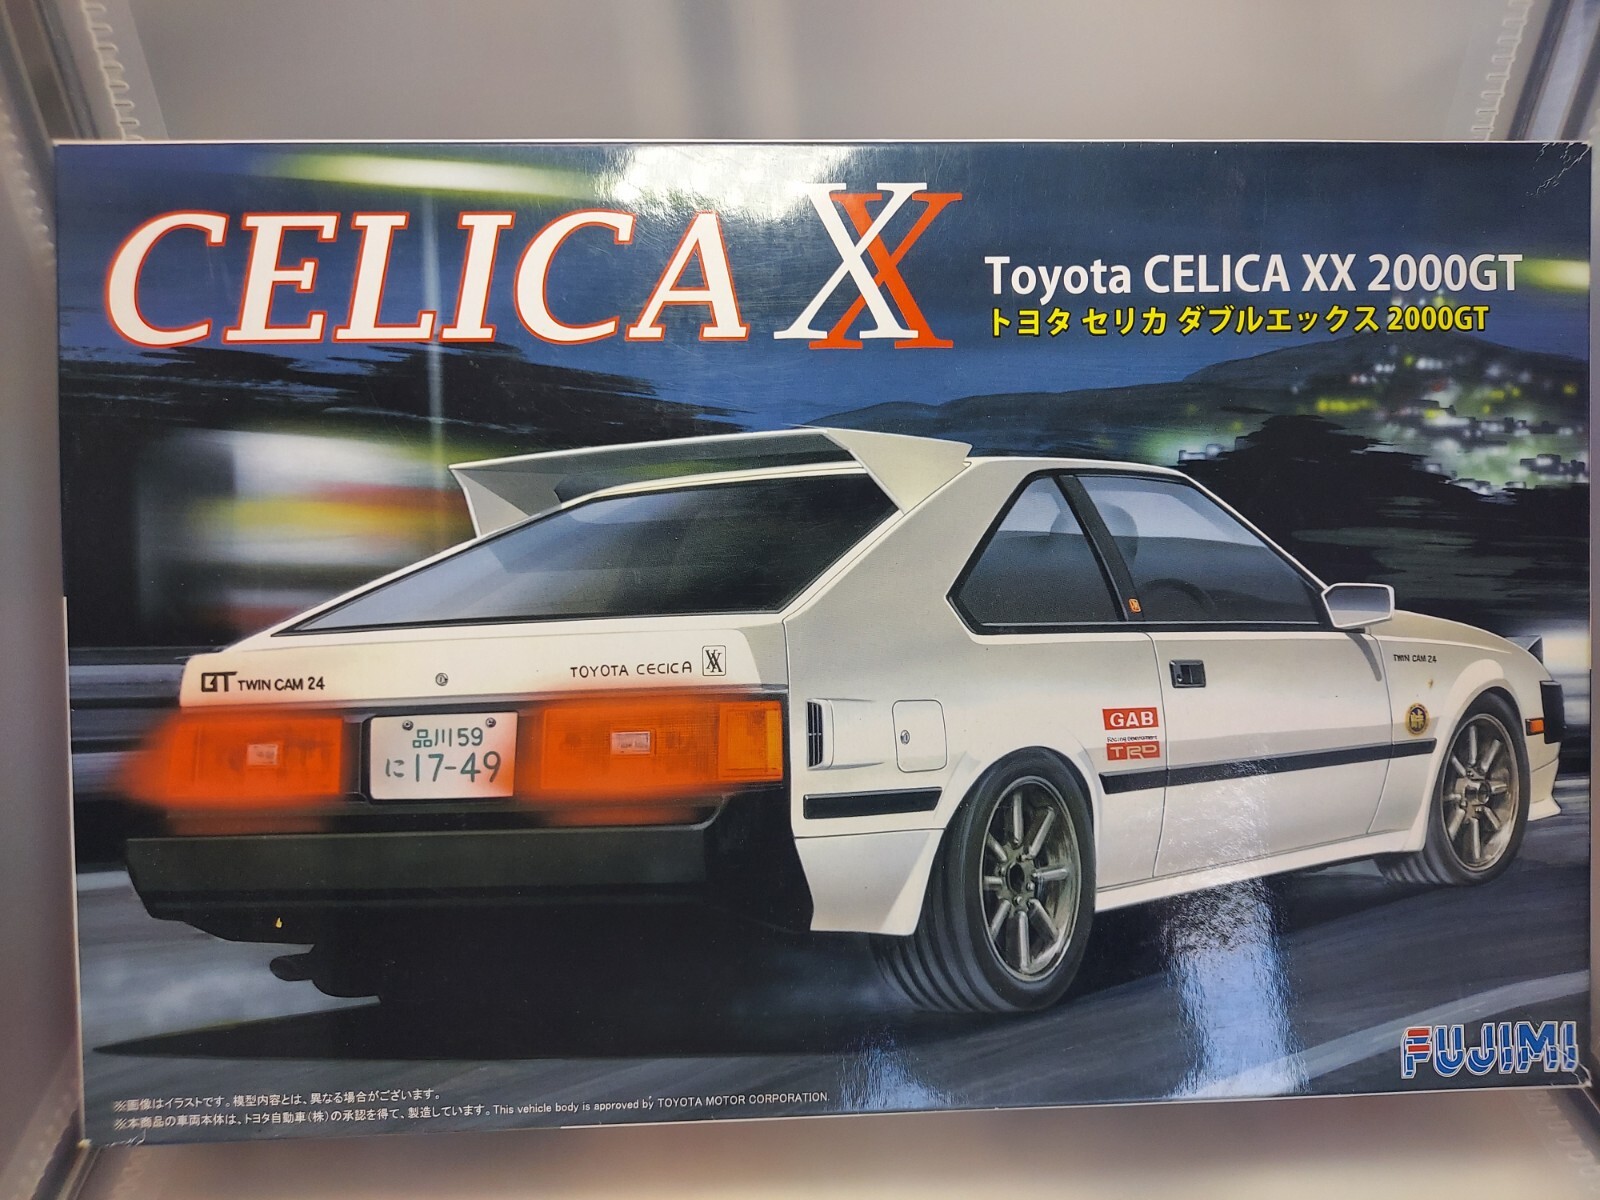 CELICA XX
Toyota CELICA XX 2000GT
トヨタ セリカ ダブルエックス 2000GT
GT TWIN CAM 24
TOYOTA CECICA XX
品川 59
に 17-49
TWIN CAM 24
GAB
TRD
FUJIMI
※画像はイラストです。模型内容とは、異なる場合がございます。
※本商品の車両本体は、トヨタ自動車(株)の承認を得て、製造しています。This vehicle body is approved by TOYOTA MOTOR CORPORATION.